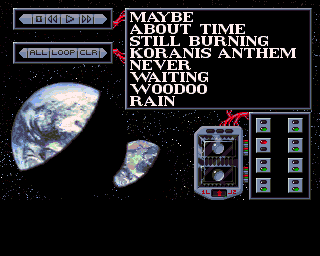 MAYBE
ABOUT TIME
STILL BURNING
KORANIS ANTHEM
NEVER
WAITING
WOODOO
RAIN
ALL LOOP CLR